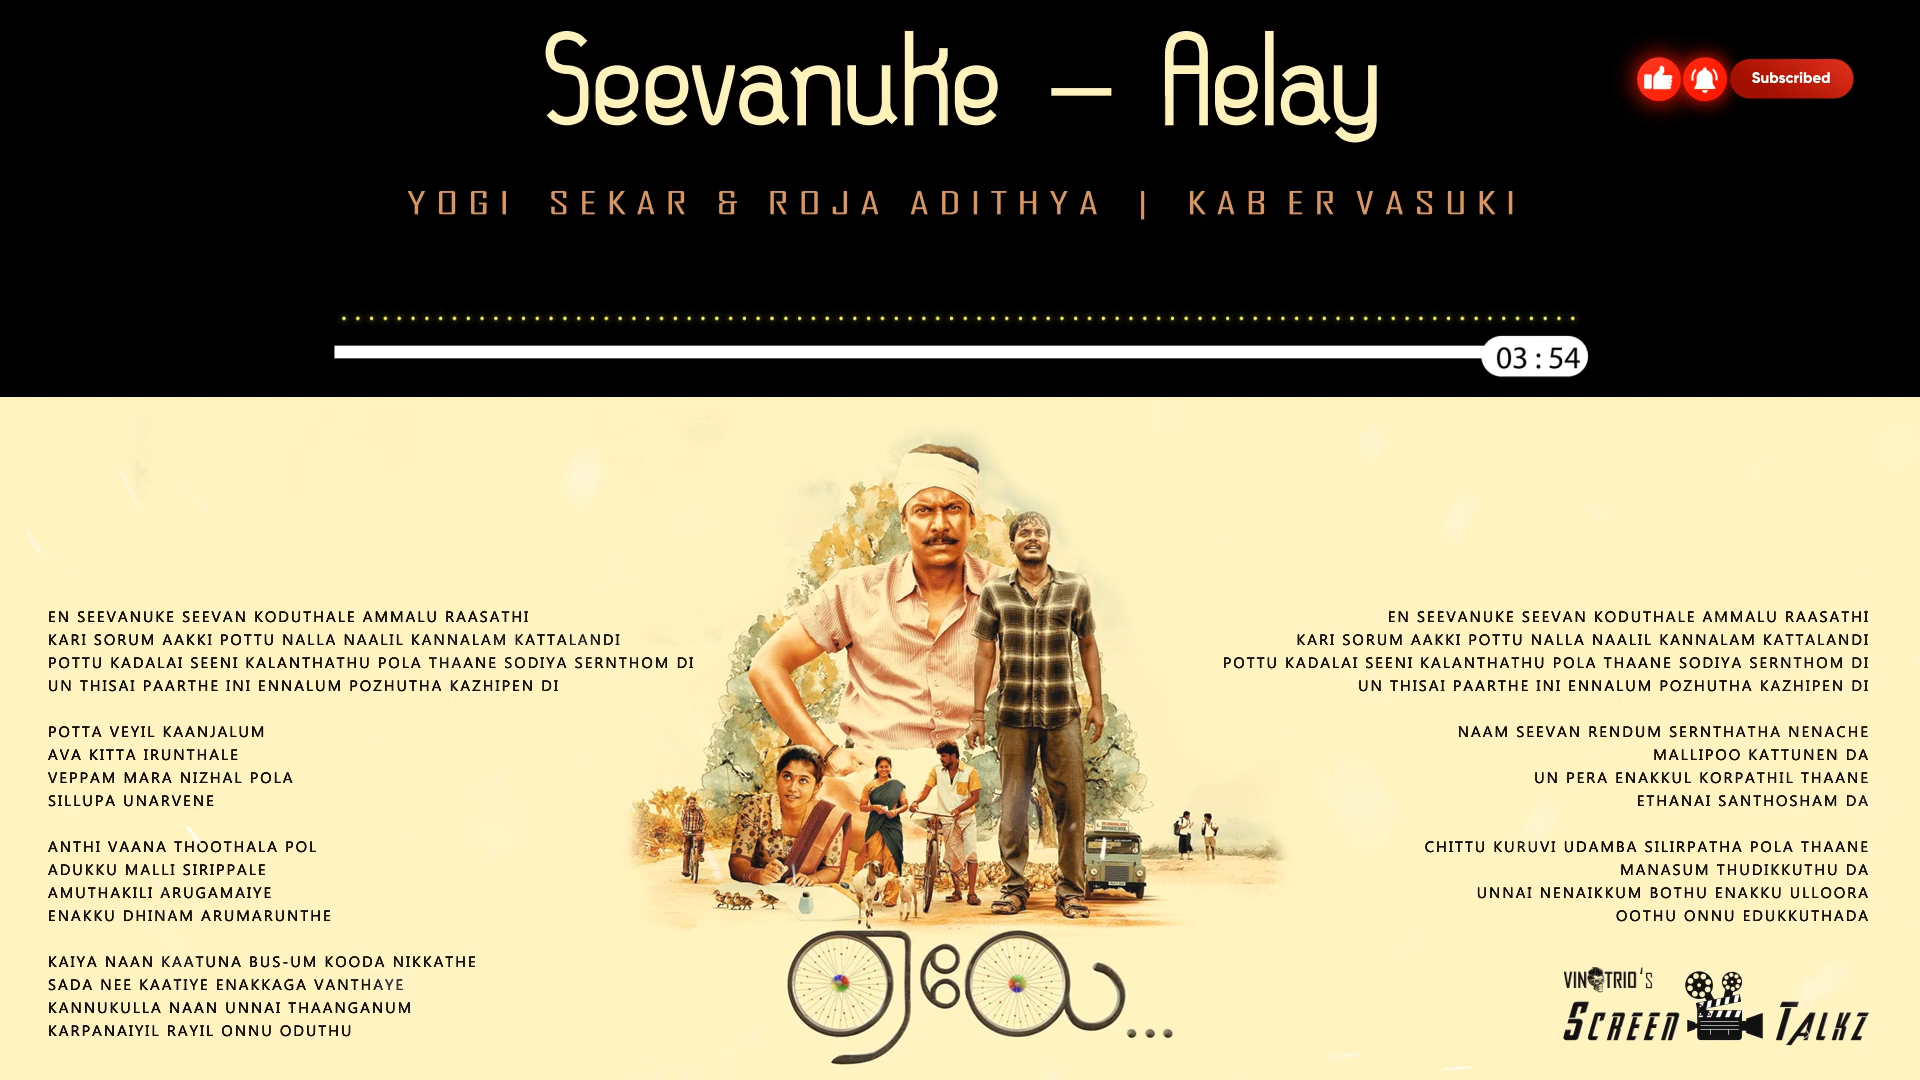 Seevanuke – Aelay
Subscribed
YOGI SEKAR & ROJA ADITHYA | KABER VASUKI
03 : 54
EN SEEVANUKE SEEVAN KODUTHALE AMMALU RAASATHI
KARI SORUM AAKKI POTTU NALLA NAALIL KANNALAM KATTALANDI
POTTU KADALAI SEENI KALANTHATHU POLA THAANE SODIYA SERNTHOM DI
UN THISAI PAARTHE INI ENNALUM POZHUTHA KAZHIPEN DI
POTTA VEYIL KAANJALUM
AVA KITTA IRUNTHALE
VEPPAM MARA NIZHAL POLA
SILLUPA UNARVENE
ANTHI VAANA THOOTHALA POL
ADUKKU MALLI SIRIPPALE
AMUTHAKILI ARUGAMAIYE
ENAKKU DHINAM ARUMARUNTHE
KAIYA NAAN KAATUNA BUS-UM KOODA NIKKATHE
SADA NEE KAATIYE ENAKKAGA VANTHAYE
KANNUKULLA NAAN UNNAI THAANGANUM
KARPANAIYIL RAYIL ONNU ODUTHU
EN SEEVANUKE SEEVAN KODUTHALE AMMALU RAASATHI
KARI SORUM AAKKI POTTU NALLA NAALIL KANNALAM KATTALANDI
POTTU KADALAI SEENI KALANTHATHU POLA THAANE SODIYA SERNTHOM DI
UN THISAI PAARTHE INI ENNALUM POZHUTHA KAZHIPEN DI
NAAM SEEVAN RENDUM SERNTHATHA NENACHE
MALLIPOO KATTUNEN DA
UN PERA ENAKKUL KORPATHIL THAANE
ETHANAI SANTHOSHAM DA
CHITTU KURUVI UDAMBA SILIRPATHA POLA THAANE
MANASUM THUDIKKUTHU DA
UNNAI NENAIKKUM BOTHU ENAKKU ULLOORA
OOTHU ONNU EDUKKUTHADA
ஏலே...
VINOTRIO'S
SCREEN TALKZ